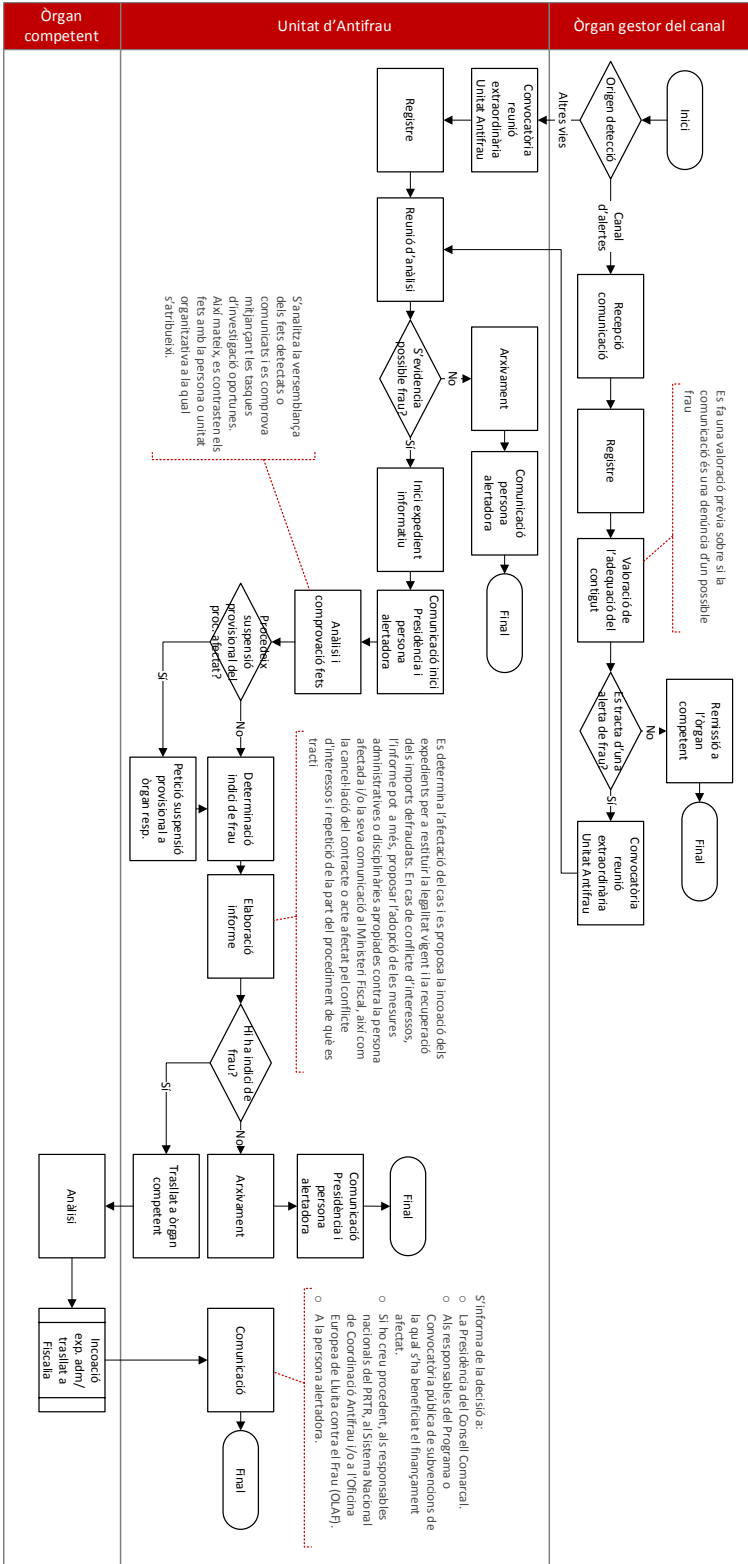 Òrgan gestor del canal
Unitat d'Antifrau
Òrgan
competent
Inici
Origen detecció
Canal
d'alertes
Altres vies
Recepció
comunicació
Registre
Valoració de
l'adequació del
contigut
Es fa una valoració prèvia sobre si la
comunicació és una denúncia d'un possible
frau
Es tracta d'una
alerta de frau?
No
Remissió a
l'òrgan
competent
Final
Sí
Convocatòria
reunió
extraordinària
Unitat Antifrau
Convocatòria
reunió
extraordinària
Unitat Antifrau
Registre
Reunió d'anàlisi
S'evidencia
possible frau?
No
Arxivament
Comunicació
persona
alertadora
Final
Sí
Inici expedient
informatiu
Comunicació inici
Presidència i
persona
alertadora
Anàlisi i
comprovació fets
S'analitza la versemblança
dels fets detectats o
comunicats i es comprova
mitjançant les tasques
d'investigació oportunes.
Així mateix, es contrasten els
fets amb la persona o unitat
organitzativa a la qual
s'atribueixi.
Procedeix
suspensió
provisional del
proc. afectat?
No
Sí
Petició suspensió
provisional a
òrgan resp.
Determinació
indici de frau
Elaboració
informe
Es determina l'afectació del cas i es proposa la incoació dels
expedients per a restituir la legalitat vigent i la recuperació
dels imports defraudats. En cas de conflicte d'interessos,
l'informe pot a més, proposar l'adopció de les mesures
administratives o disciplinàries apropiades contra la persona
afectada i/o la seva comunicació al Ministeri Fiscal, així com
la cancel·lació del contracte o acte afectat pel conflicte
d'interessos i repetició de la part del procediment de què es
tracti
Hi ha indici de
frau?
No
Arxivament
Comunicació
Presidència i
persona
alertadora
Final
Sí
Trasllat a òrgan
competent
Anàlisi
Incoació
exp. adm/
trasllat a
Fiscalia
Comunicació
Final
S'informa de la decisió a:
○ La Presidència del Consell Comarcal.
○ Als responsables del Programa o
Convocatòria pública de subvencions de
la qual s'ha beneficiat el finançament
afectat.
○ Si ho creu procedent, als responsables
nacionals del PRTR, al Sistema Nacional
de Coordinació Antifrau i/o a l'Oficina
Europea de Lluita contra el Frau (OLAF).
○ A la persona alertadora.